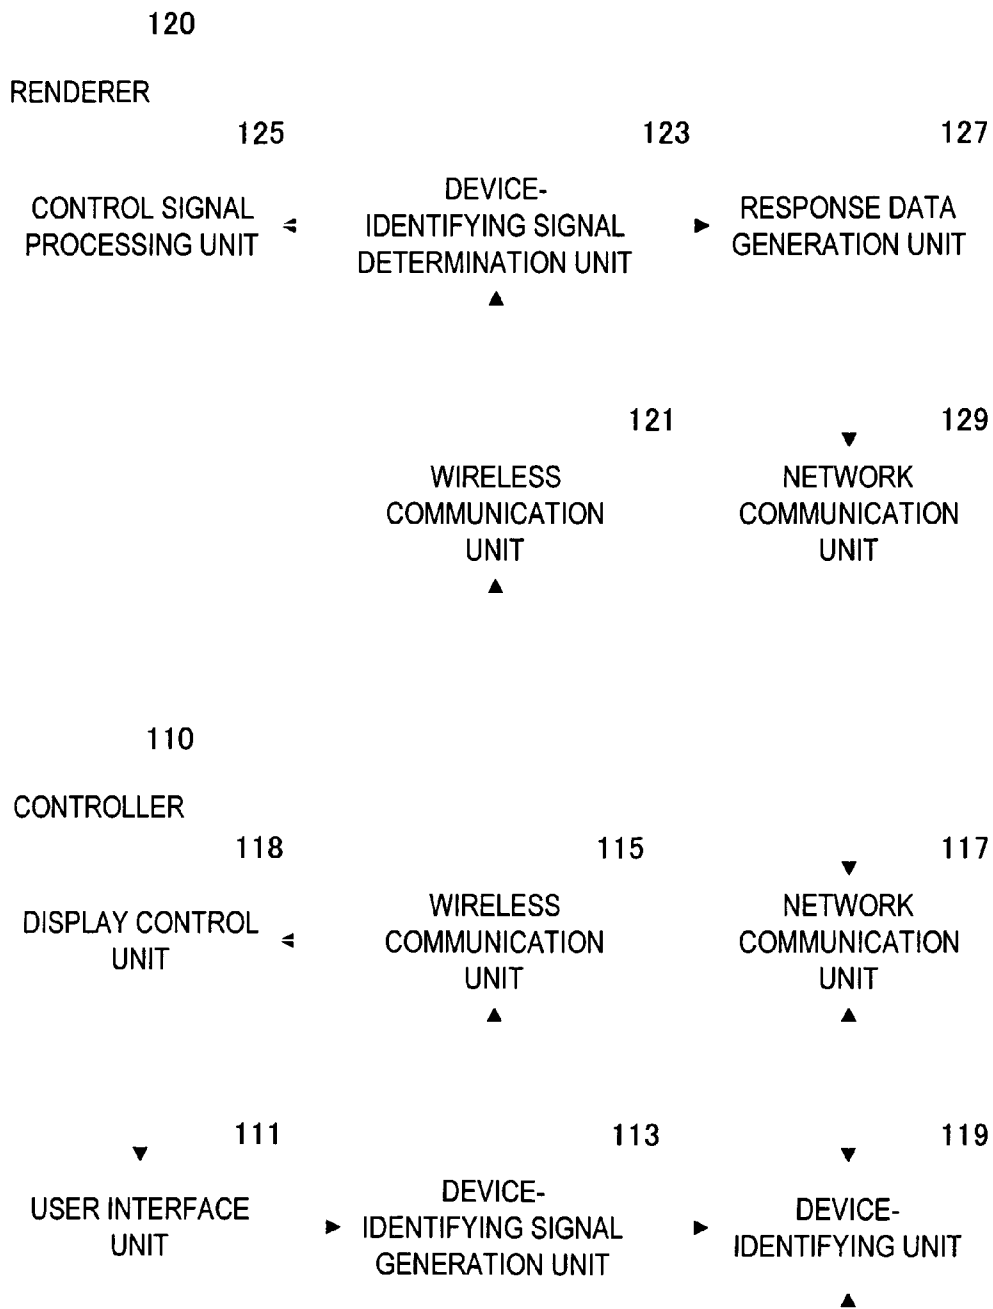 120
RENDERER
125
CONTROL SIGNAL
PROCESSING UNIT
123
DEVICE-
IDENTIFYING SIGNAL
DETERMINATION UNIT
127
RESPONSE DATA
GENERATION UNIT
121
WIRELESS
COMMUNICATION
UNIT
129
NETWORK
COMMUNICATION
UNIT
110
CONTROLLER
118
DISPLAY CONTROL
UNIT
115
WIRELESS
COMMUNICATION
UNIT
117
NETWORK
COMMUNICATION
UNIT
111
USER INTERFACE
UNIT
113
DEVICE-
IDENTIFYING SIGNAL
GENERATION UNIT
119
DEVICE-
IDENTIFYING UNIT